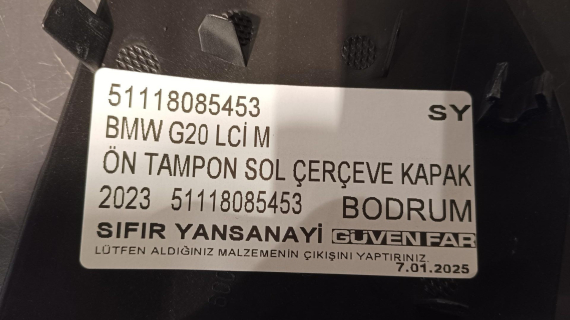 51118085453 SY
BMW G20 LCİ M
ÖN TAMPON SOL ÇERÇEVE KAPAK
2023 51118085453 BODRUM
SIFIR YANSANAYİ GÜVEN FAR
LÜTFEN ALDIĞINIZ MALZEMENİN ÇIKIŞINI YAPTIRINIZ.
7.01.2025